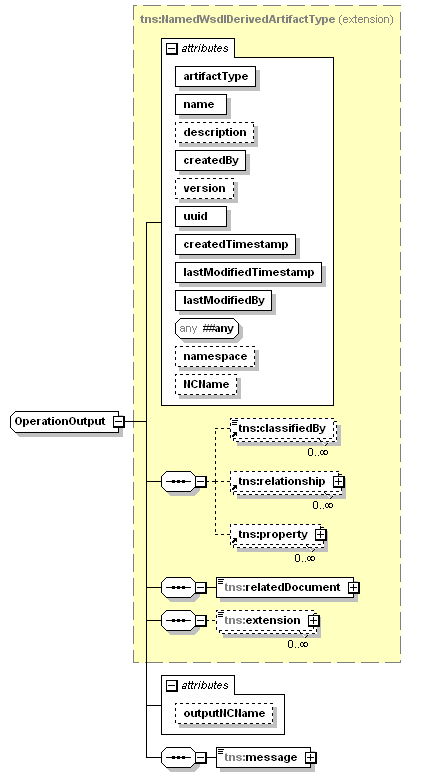 tns:NamedWsdlDerivedArtifactType (extension)
attributes
artifactType
name
description
createdBy
version
uuid
createdTimestamp
lastModifiedTimestamp
lastModifiedBy
any ##any
namespace
NCName
OperationOutput
tns:classifiedBy
0..∞
tns:relationship
0..∞
tns:property
0..∞
tns:relatedDocument
tns:extension
0..∞
attributes
outputNCName
tns:message